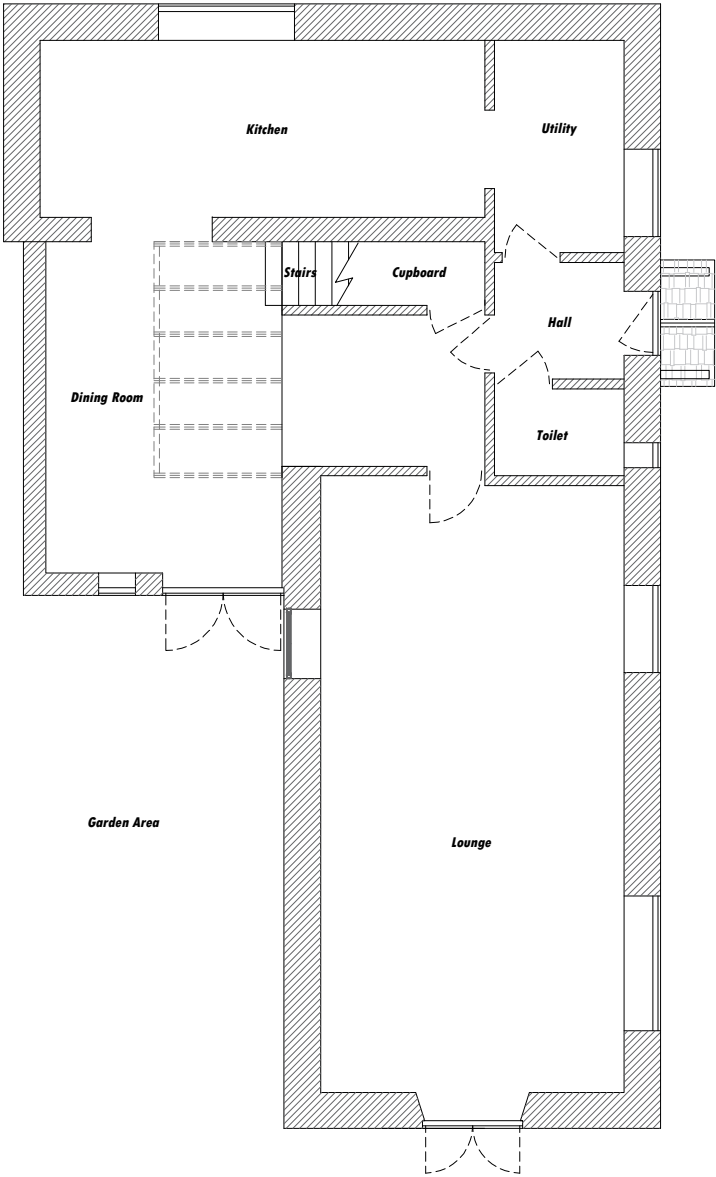 Kitchen
Utility
Stairs
Cupboard
Hall
Dining Room
Toilet
Garden Area
Lounge